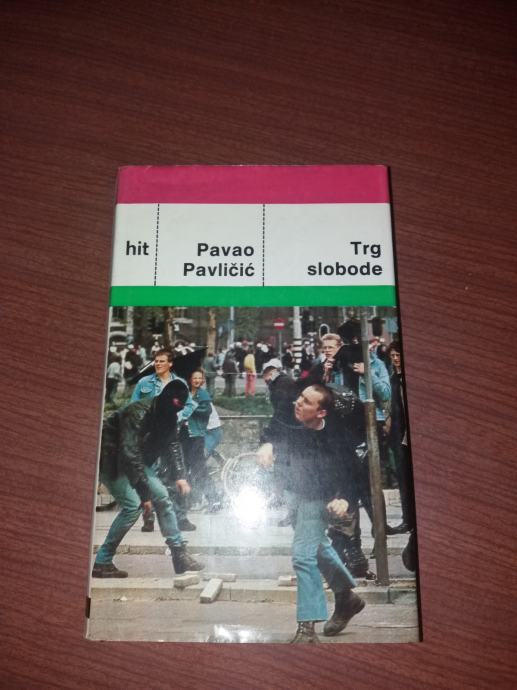 hit
Pavao
Pavličić
Trg
slobode